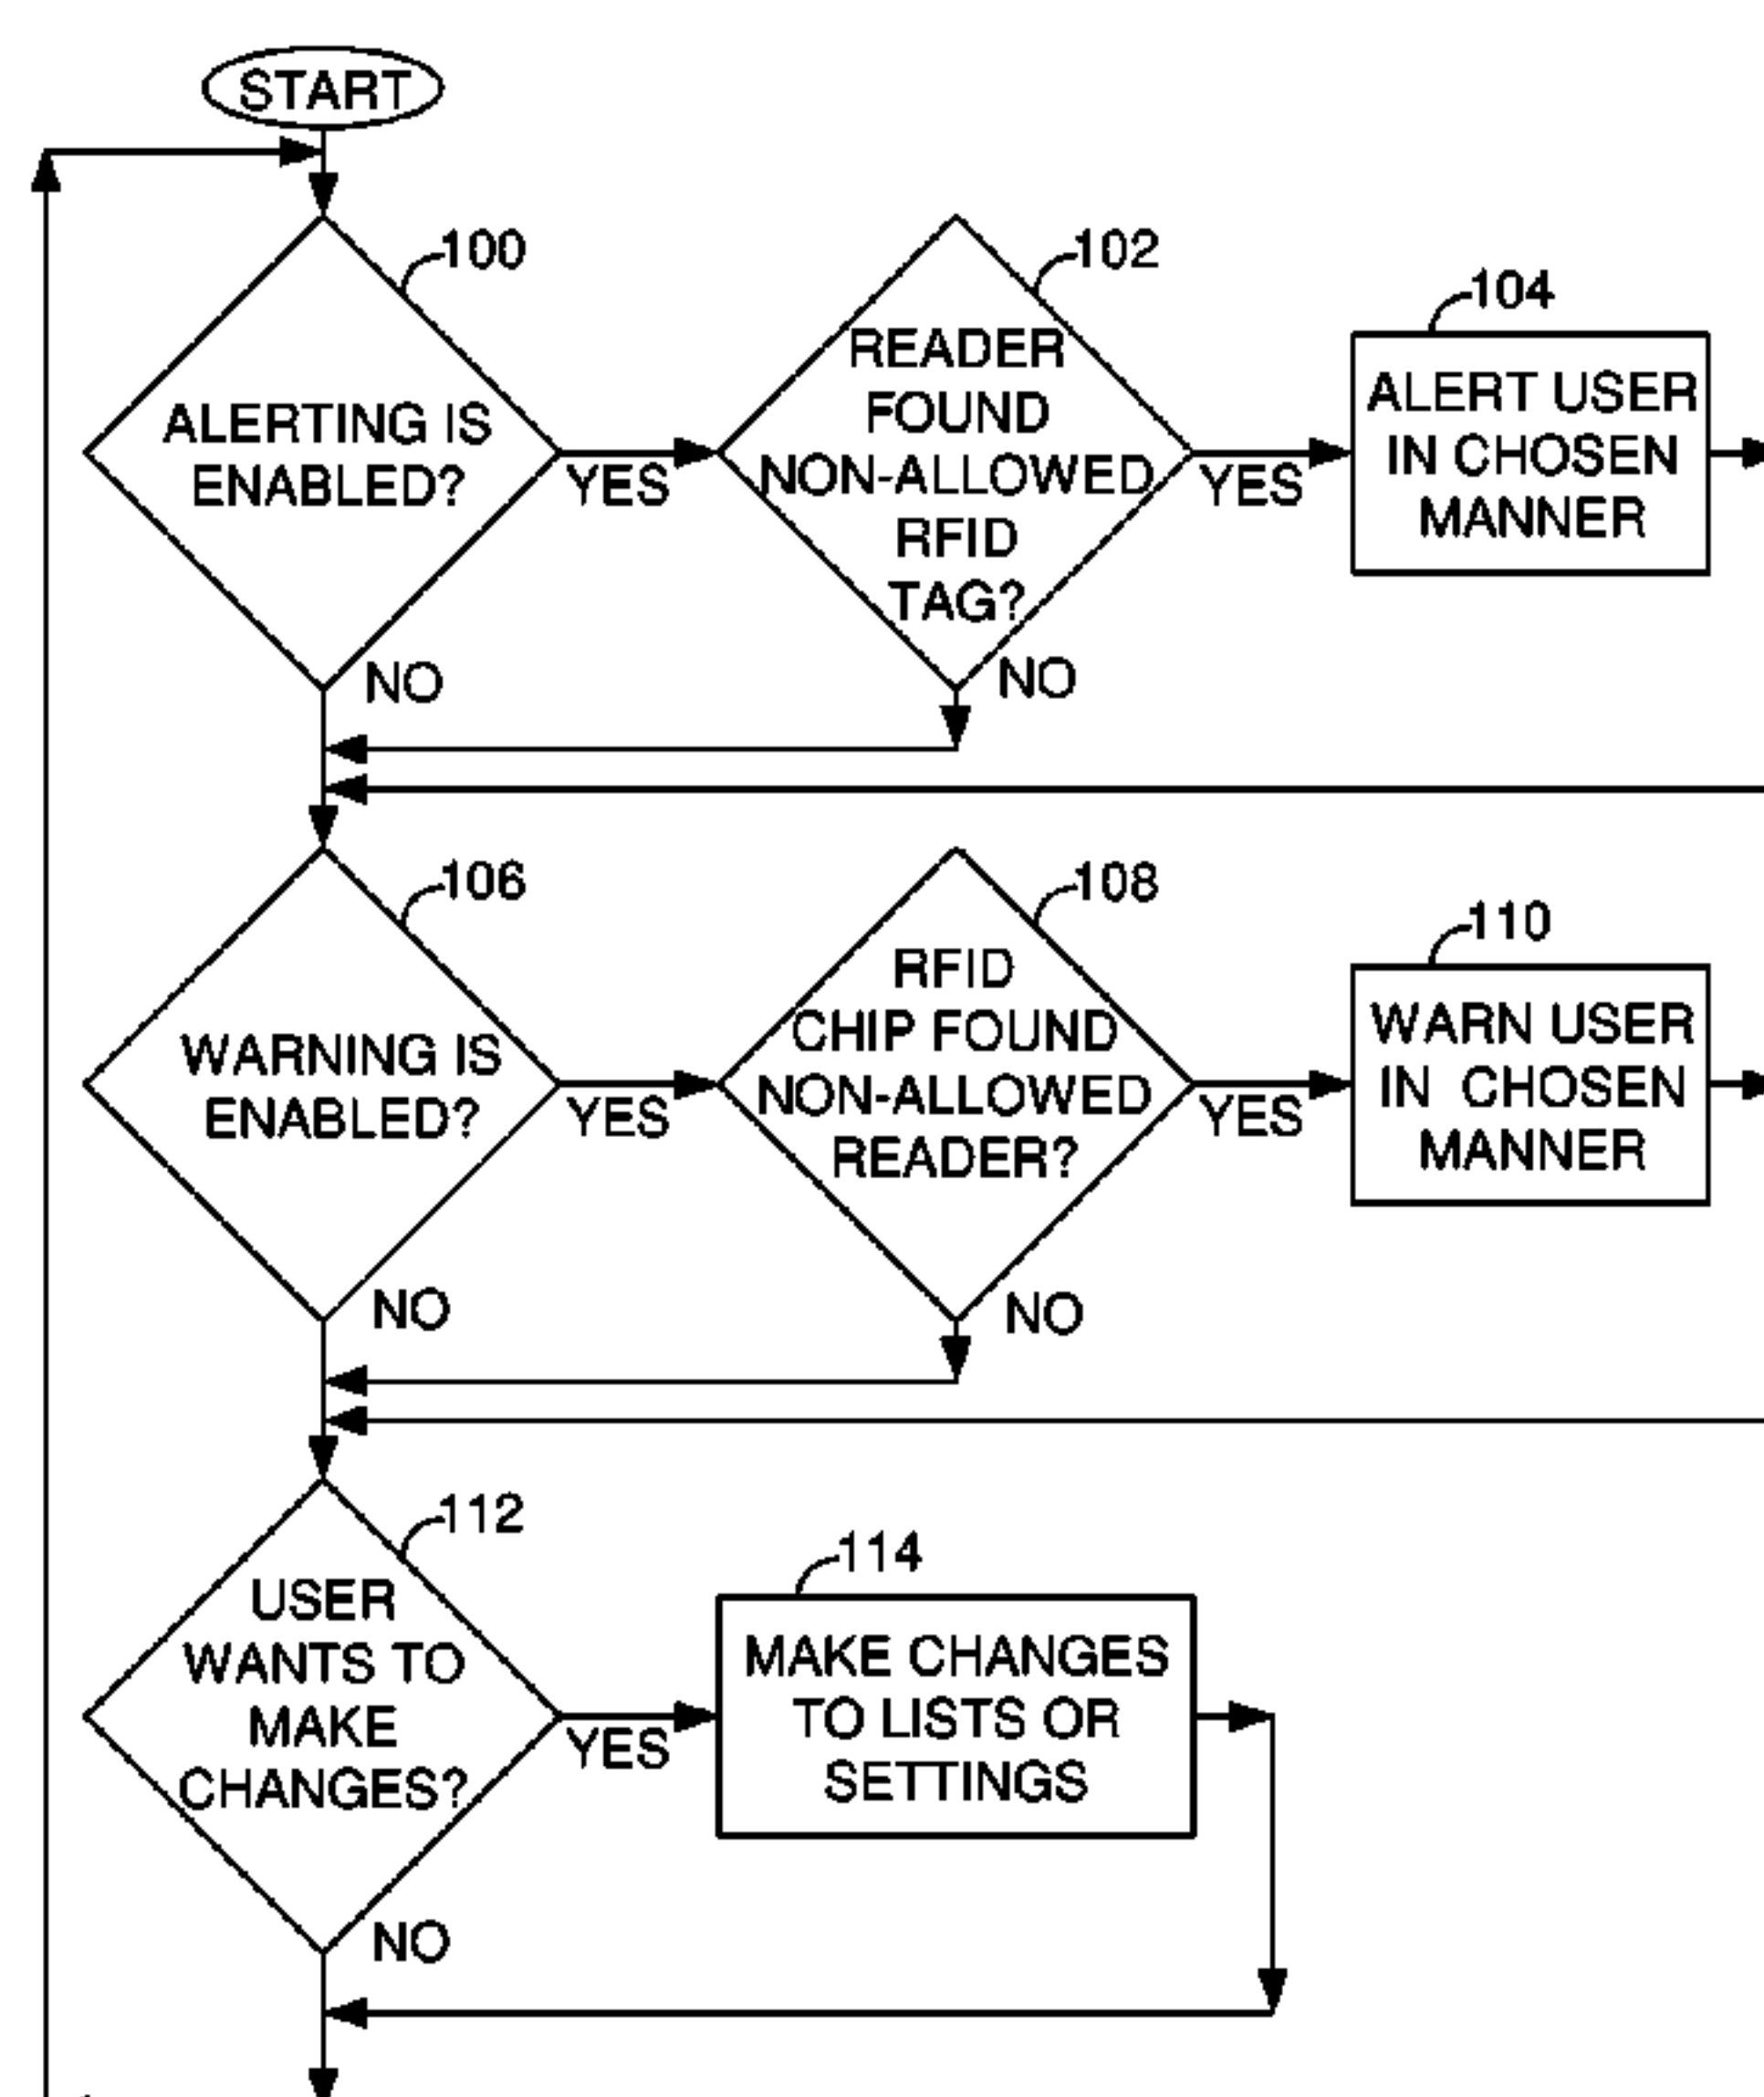 START
100
ALERTING IS
ENABLED?
YES
NO
102
READER
FOUND
NON-ALLOWED
RFID
TAG?
YES
NO
104
ALERT USER
IN CHOSEN
MANNER
106
WARNING IS
ENABLED?
YES
NO
108
RFID
CHIP FOUND
NON-ALLOWED
READER?
YES
NO
110
WARN USER
IN CHOSEN
MANNER
112
USER
WANTS TO
MAKE
CHANGES?
YES
NO
114
MAKE CHANGES
TO LISTS OR
SETTINGS